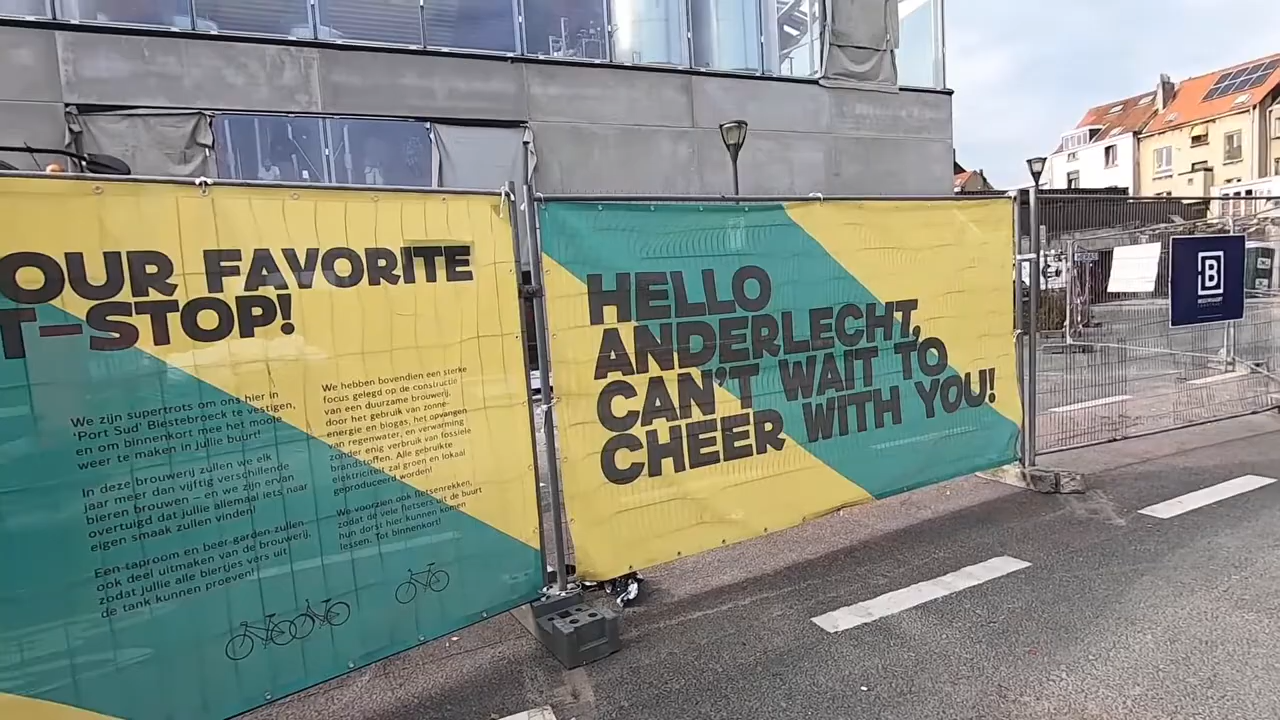 OUR FAVORITE
T-STOP!
We zijn supertrots om ons hier in
'Port Sud' Biestebroeck te vestigen,
en om binnenkort mee het mooie
weer te maken in jullie buurt!
In deze brouwerij zullen we elk
jaar meer dan vijftig verschillende
bieren brouwen – en we zijn ervan
overtuigd dat jullie allemaal iets naar
eigen smaak zullen vinden!
Een taproom en beer garden zullen
ook deel uitmaken van de brouwerij,
zodat jullie alle biertjes vers uit
de tank kunnen proeven!
We hebben bovendien een sterke
focus gelegd op de constructie
van een duurzame brouwerij,
door het gebruik van zonne-
energie en biogas, het opvangen
van regenwater, en verwarming
zonder enig verbruik van fossiele
brandstoffen. Alle gebruikte
elektriciteit zal groen en lokaal
geproduceerd worden!
We voorzien ook fietsenrekken,
zodat de vele fietsers uit de buurt
hun dorst hier kunnen komen
lessen. Tot binnenkort!
HELLO
ANDERLECHT,
CAN'T WAIT TO
CHEER WITH YOU!
B